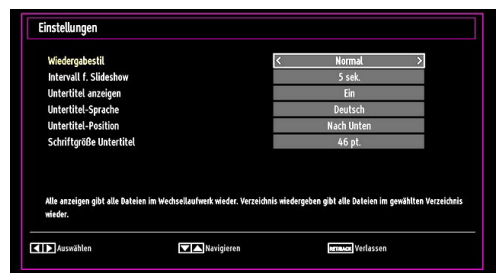 Einstellungen
Wiedergabestil < Normal >
Intervall f. Slideshow 5 sek.
Untertitel anzeigen Ein
Untertitel-Sprache Deutsch
Untertitel-Position Nach Unten
Schriftgröße Untertitel 46 pt.
Alle anzeigen gibt alle Dateien im Wechsellaufwerk wieder. Verzeichnis wiedergeben gibt alle Dateien im gewählten Verzeichnis
wieder.
Auswählen Navigieren RET/BACK Verlassen